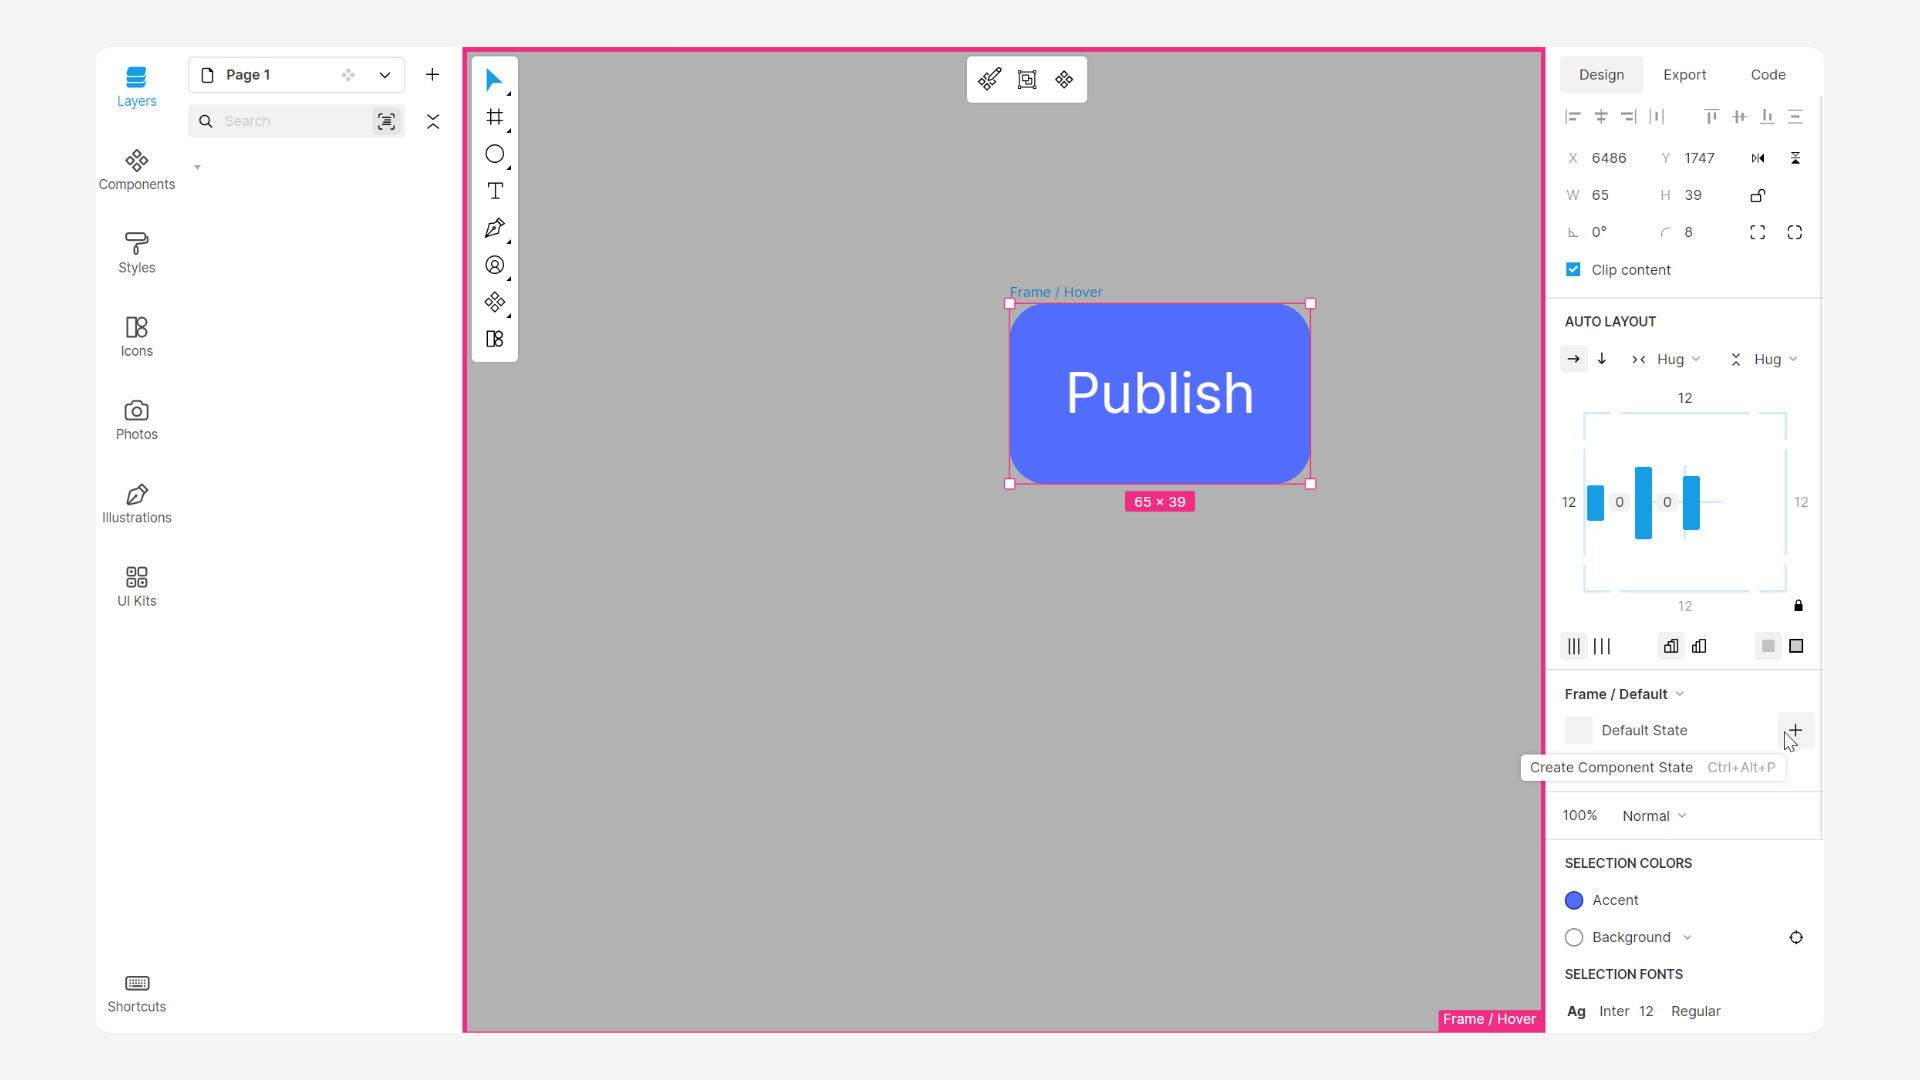 Layers
Components
Styles
Icons
Photos
Illustrations
UI Kits
Shortcuts
Page 1
Search
Frame / Hover
Publish
65 × 39
Frame / Hover
Design Export Code
X 6486 Y 1747
W 65 H 39
0° 8
Clip content
AUTO LAYOUT
Hug Hug
12
12 0 0 12
12
Frame / Default
Default State
Create Component State Ctrl+Alt+P
100% Normal
SELECTION COLORS
Accent
Background
SELECTION FONTS
Ag Inter 12 Regular